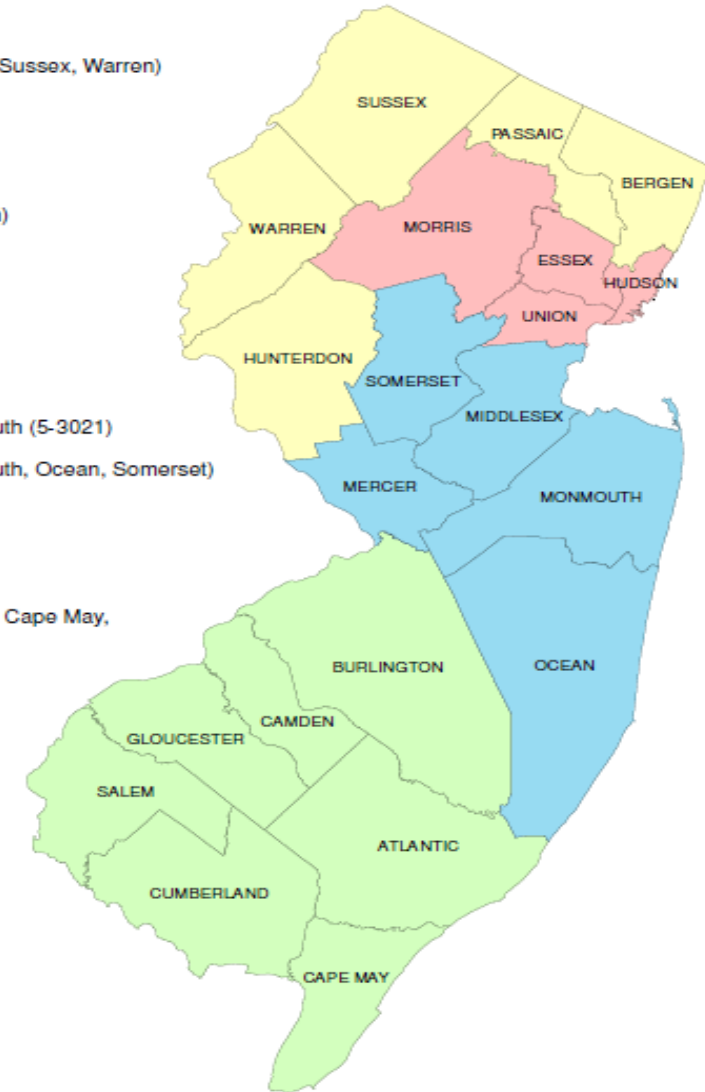 Sussex, Warren)
SUSSEX
PASSAIC
BERGEN
)
WARREN
MORRIS
ESSEX
HUDSON
UNION
HUNTERDON
SOMERSET
MIDDLESEX
uth (5-3021)
uth, Ocean, Somerset)
MERCER
MONMOUTH
Cape May,
BURLINGTON
OCEAN
CAMDEN
GLOUCESTER
SALEM
ATLANTIC
CUMBERLAND
CAPE MAY